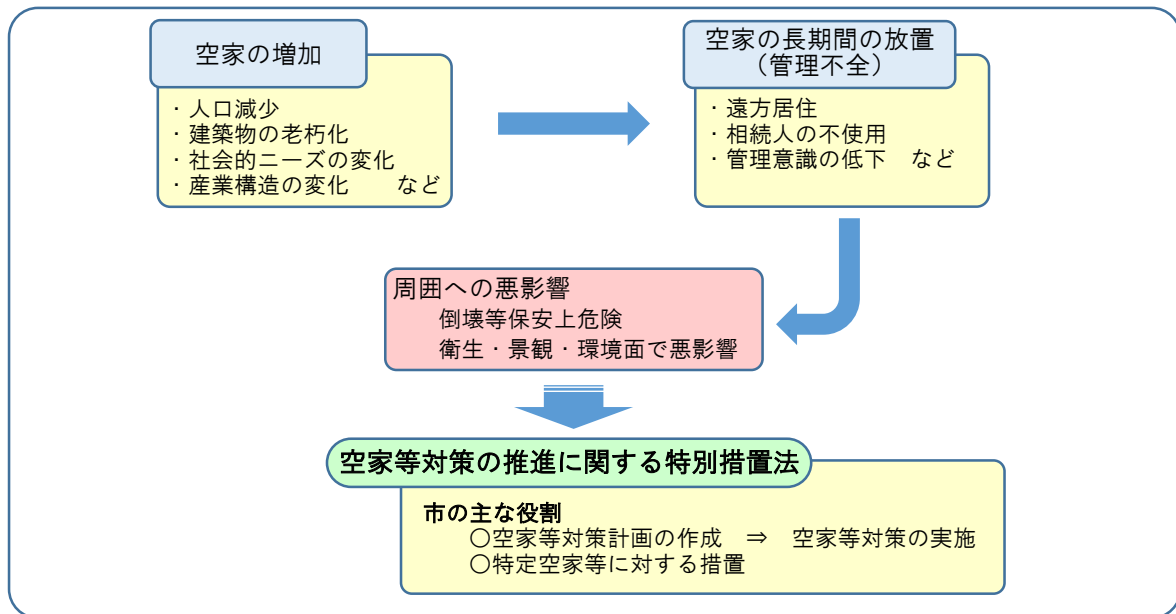 空家の増加
・人口減少
・建築物の老朽化
・社会的ニーズの変化
・産業構造の変化　　など
空家の長期間の放置
（管理不全）
・遠方居住
・相続人の不使用
・管理意識の低下　など
周囲への悪影響
倒壊等保安上危険
衛生・景観・環境面で悪影響
空家等対策の推進に関する特別措置法
市の主な役割
○空家等対策計画の作成　⇒　空家等対策の実施
○特定空家等に対する措置